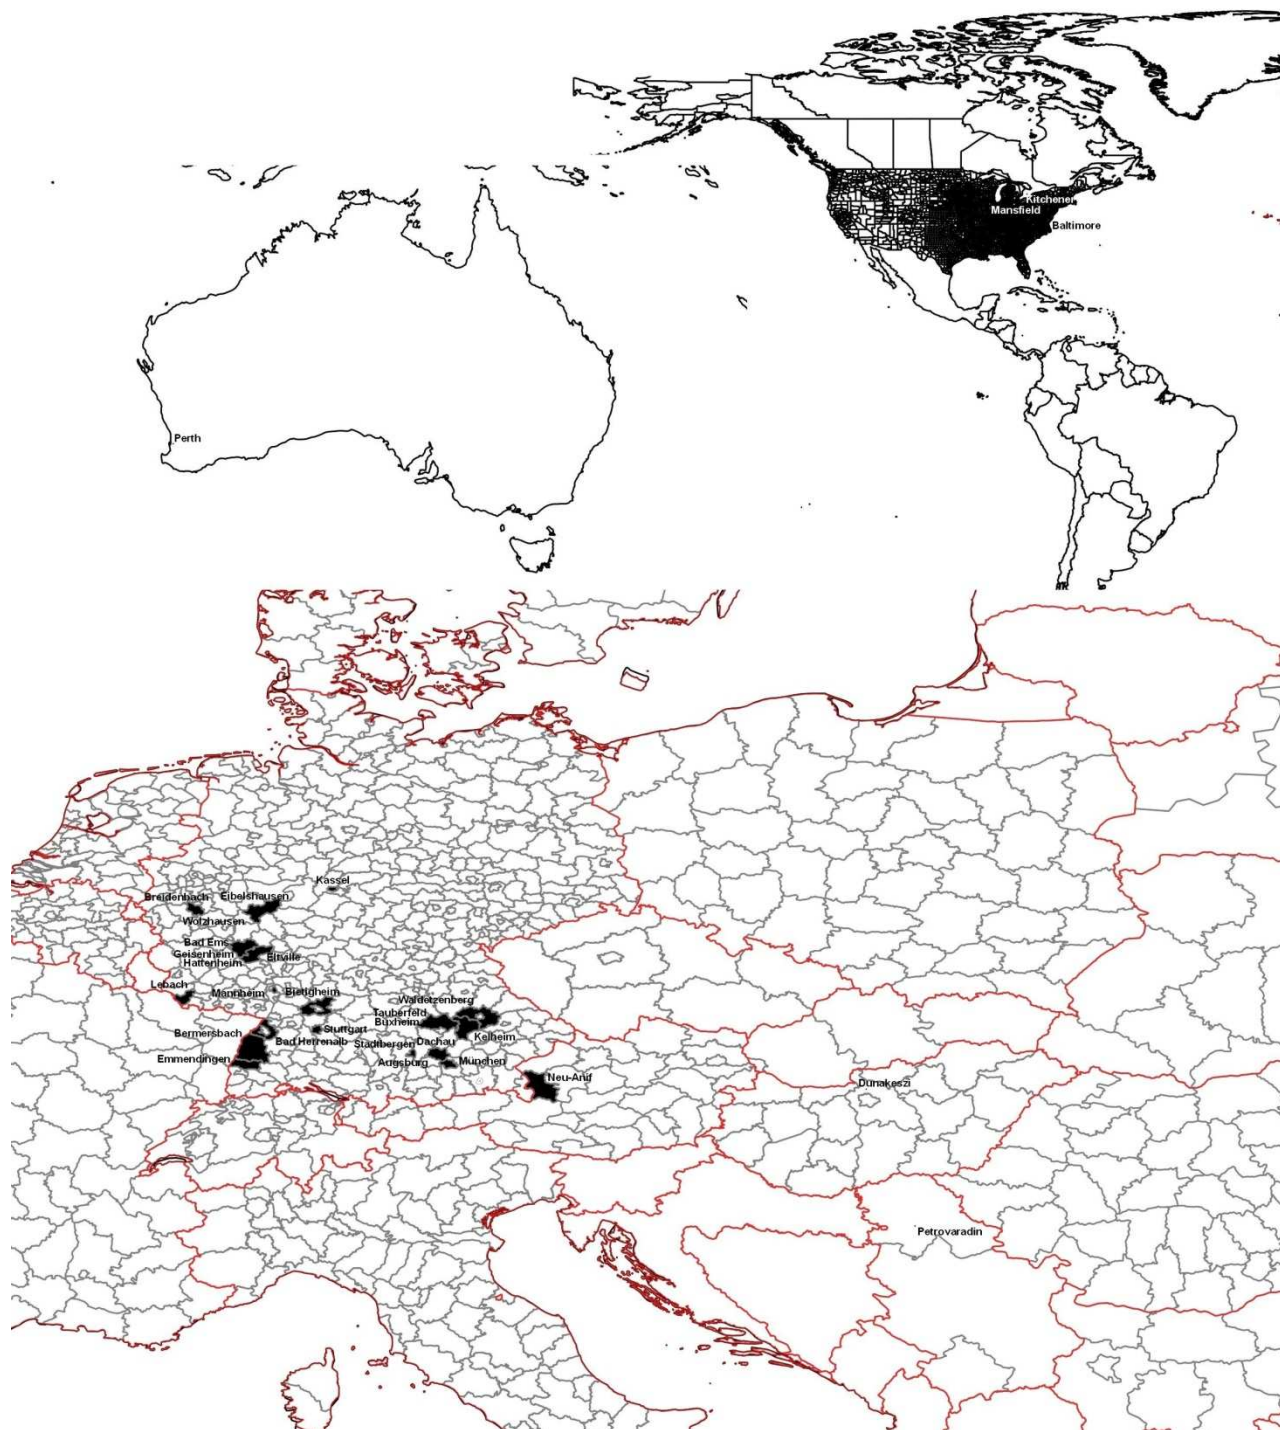 Kitchener
Mansfield
Baltimore
Perth
Kassel
Breidenbach
Eibelshausen
Wolzhausen
Bad Ems
Geisenheim
Eltville
Hattenheim
Lebach
Mannheim
Bietigheim
Waldetzenberg
Tauberfeld
Buxheim
Bermersbach
Stuttgart
Kelheim
Bad Herrenalb
Stadtbergen
Dachau
Emmendingen
Augsburg
München
Neu-Anif
Dunakeszi
Petrovaradin